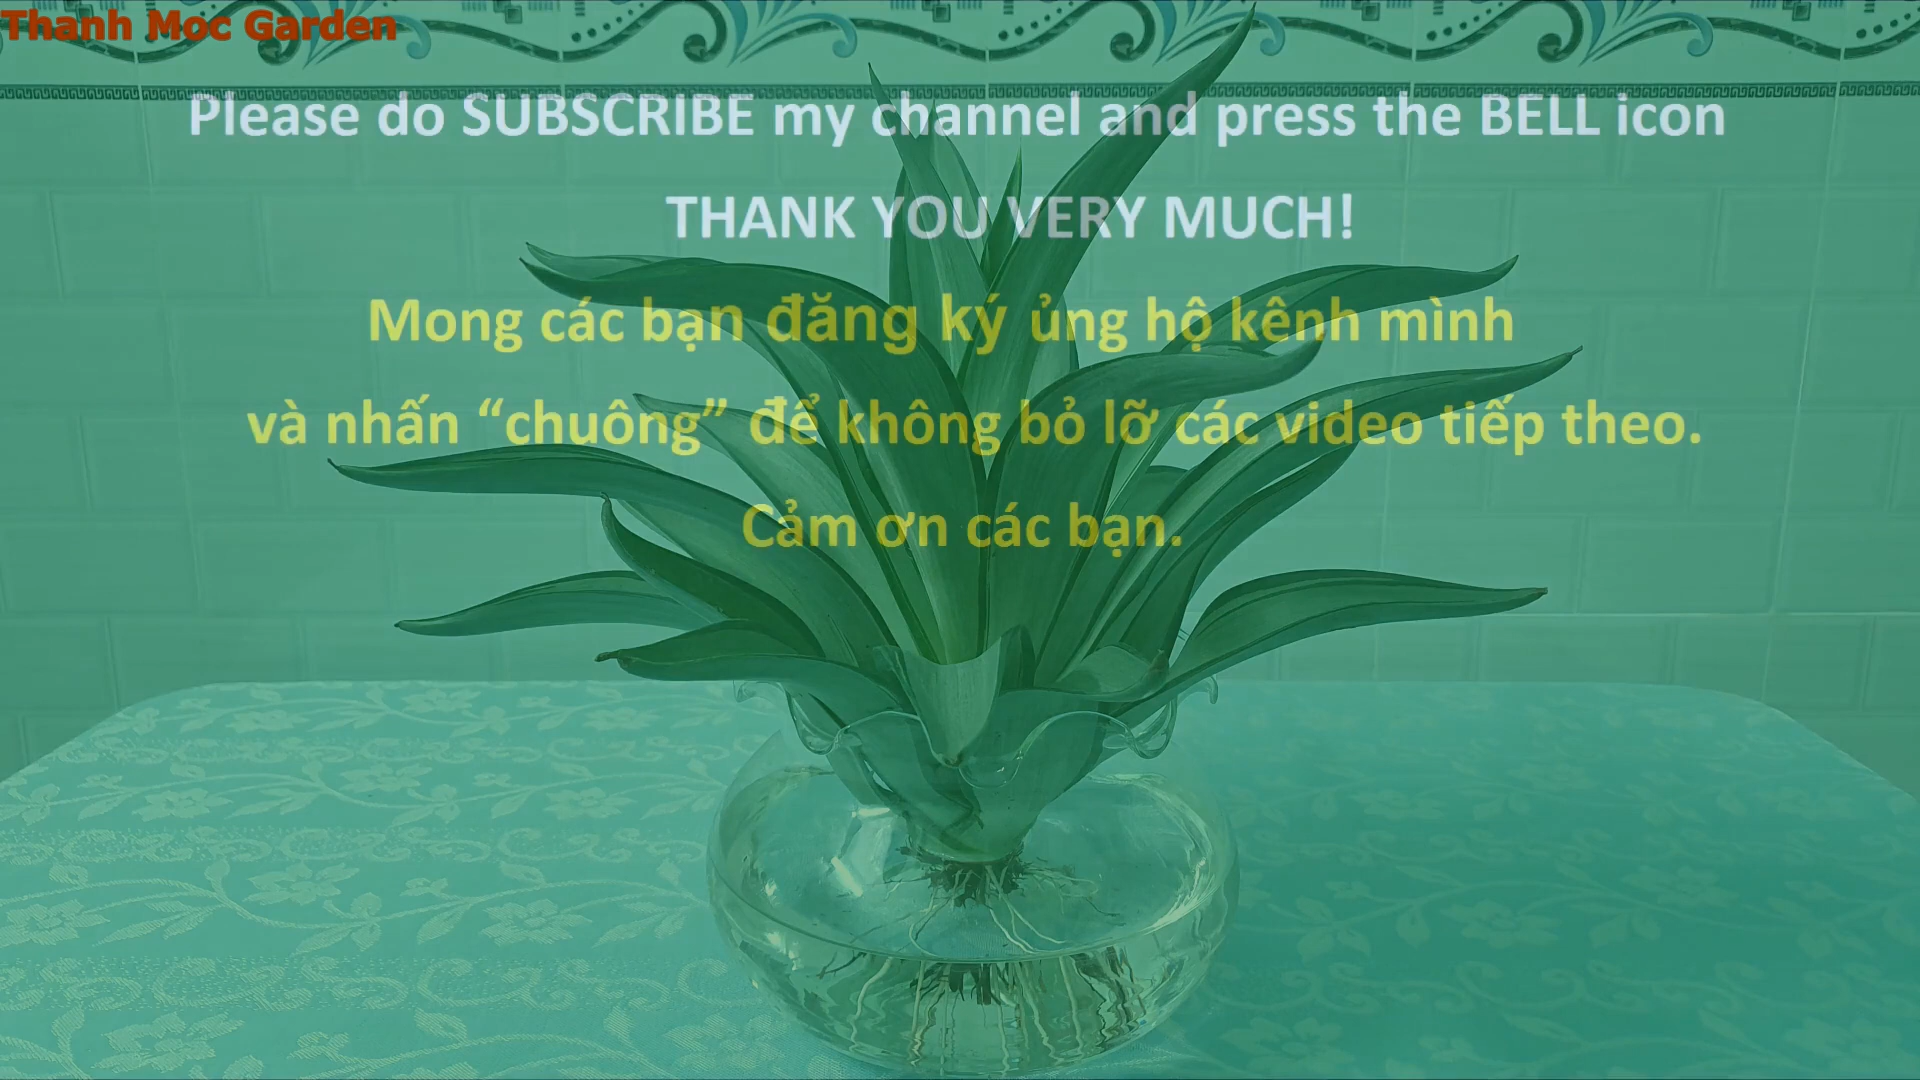 Thanh Moc Garden
Please do SUBSCRIBE my channel and press the BELL icon
THANK YOU VERY MUCH!
Mong các bạn đăng ký ủng hộ kênh mình
và nhấn “chuông” để không bỏ lỡ các video tiếp theo.
Cảm ơn các bạn.